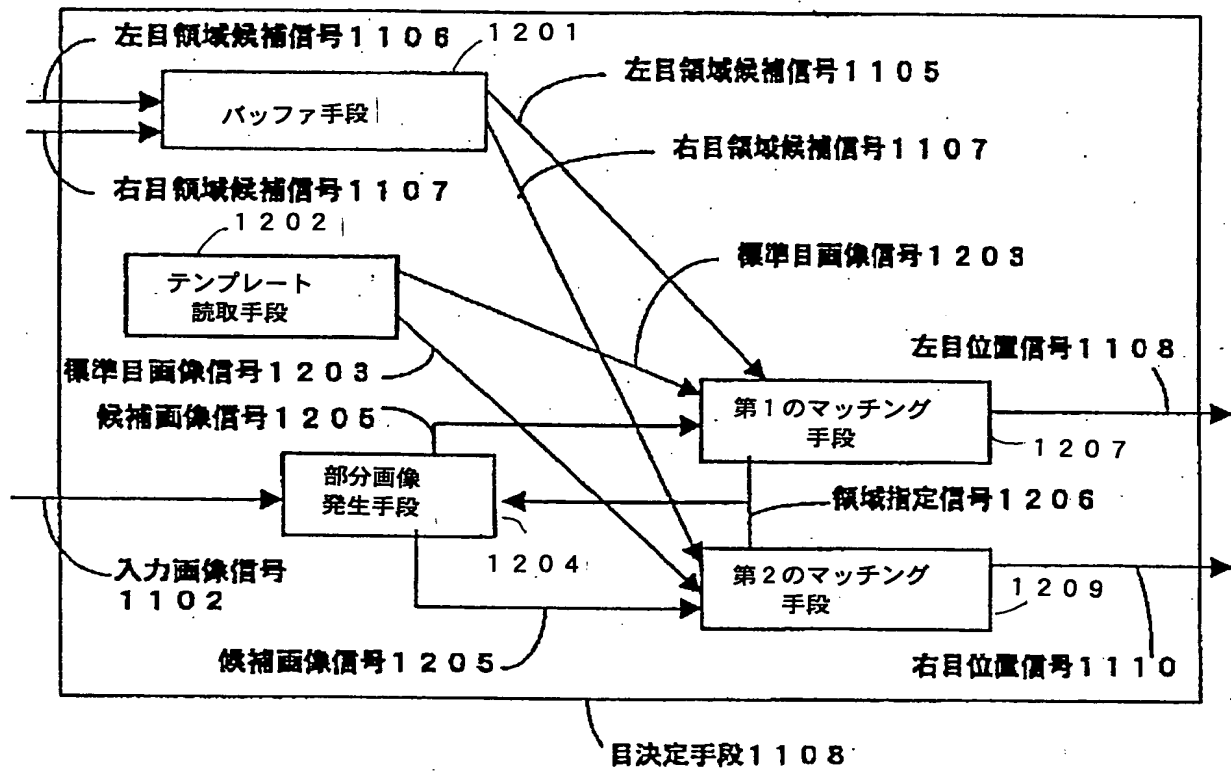 左目領域候補信号１１０６
１２０１
バッファ手段
左目領域候補信号１１０５
右目領域候補信号１１０７
右目領域候補信号１１０７
１２０２
テンプレート
読取手段
標準目画像信号１２０３
標準目画像信号１２０３
左目位置信号１１０８
候補画像信号１２０５
第１のマッチング
手段
１２０７
部分画像
発生手段
領域指定信号１２０６
１２０４
入力画像信号
１１０２
第２のマッチング
手段
１２０９
候補画像信号１２０５
右目位置信号１１１０
目決定手段１１０８